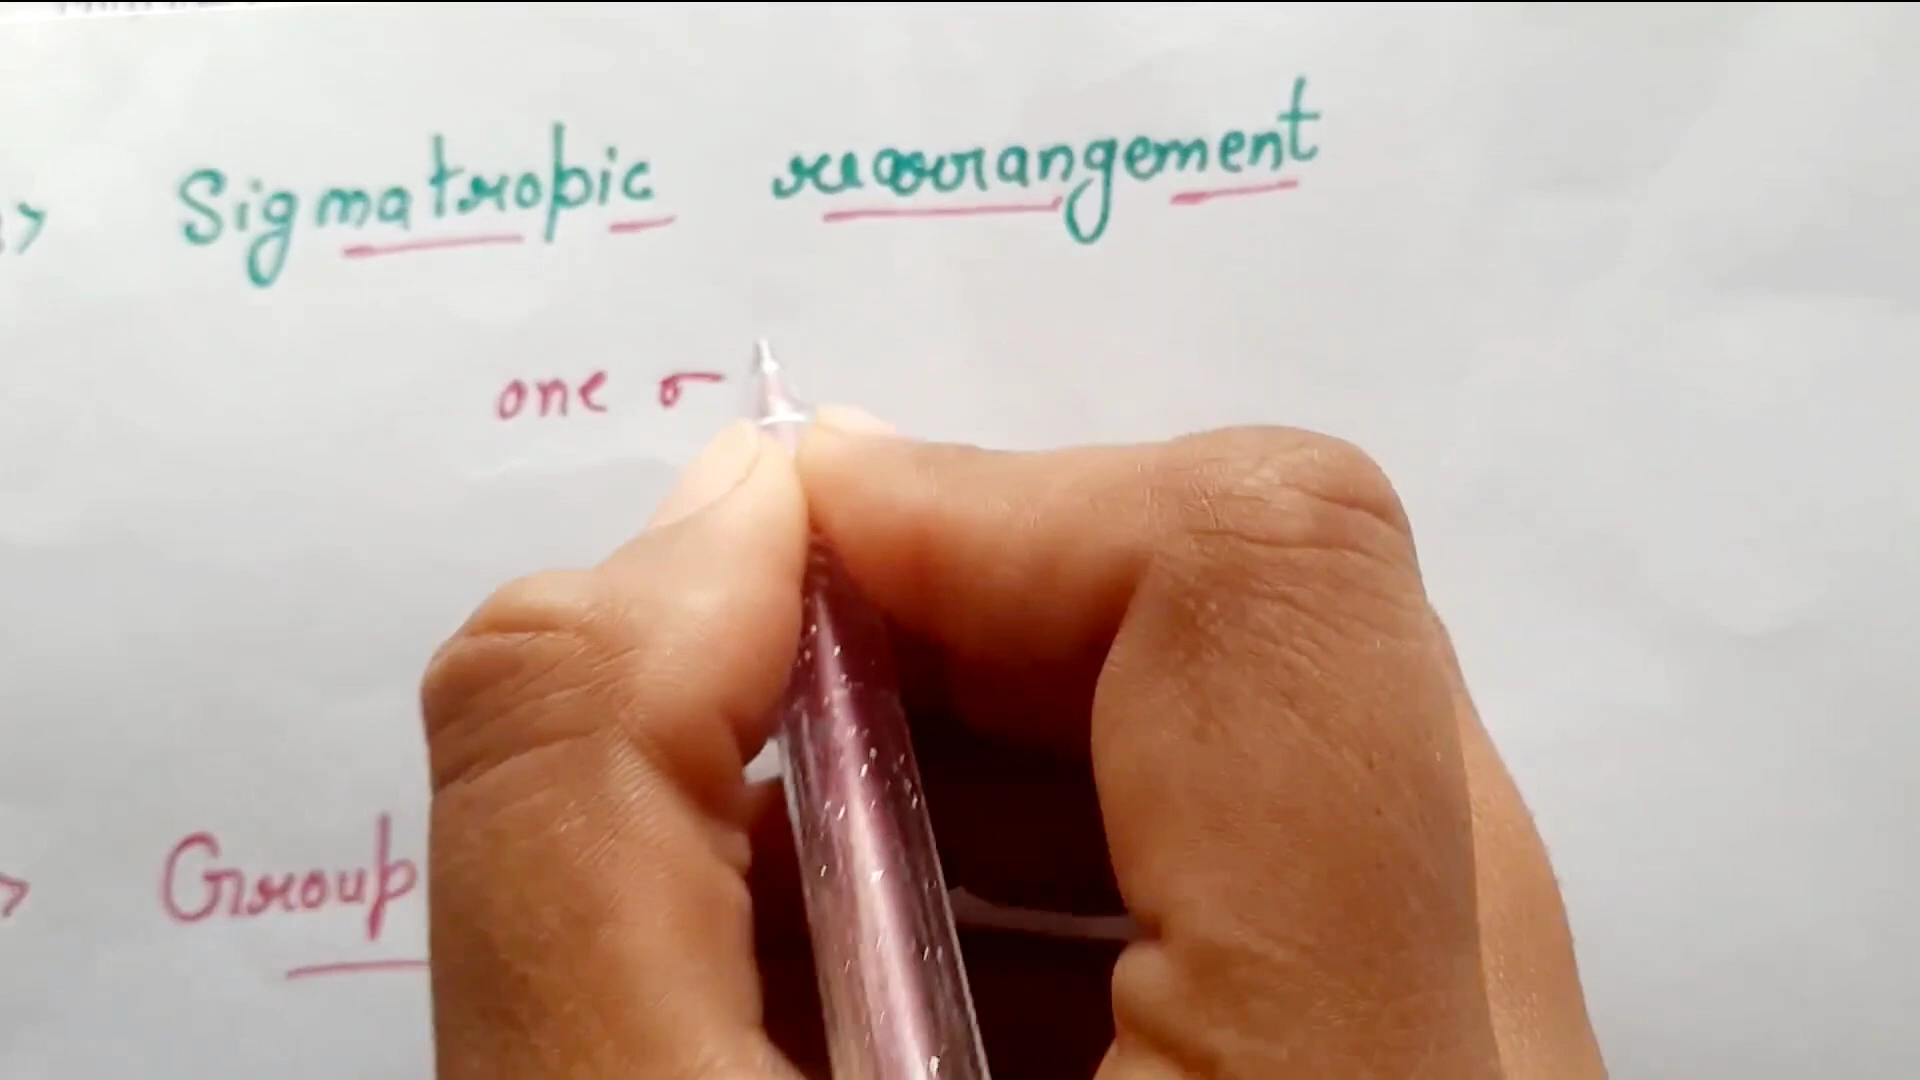 > Sigmatropic rearrangement
one σ
> Group